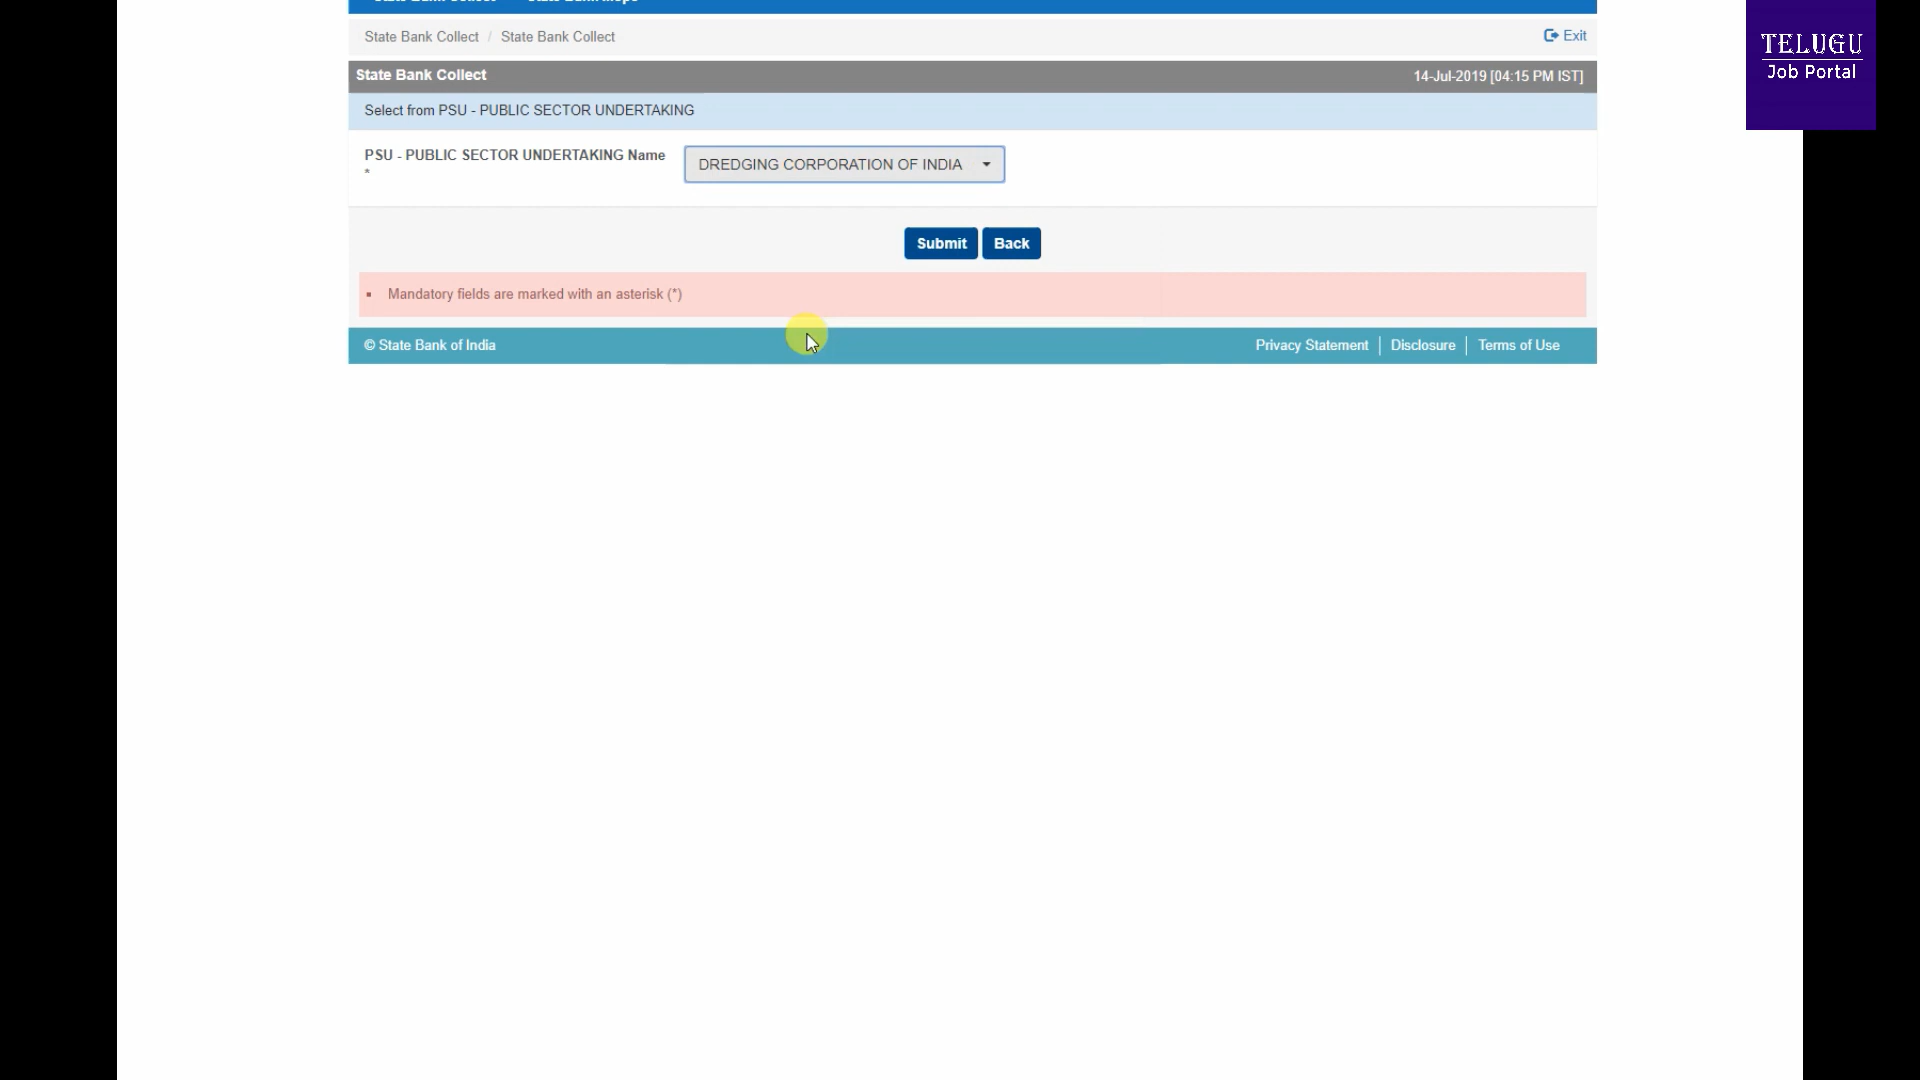 State Bank Collect / State Bank Collect
Exit
State Bank Collect
14-Jul-2019 [04:15 PM IST]
Select from PSU - PUBLIC SECTOR UNDERTAKING
PSU - PUBLIC SECTOR UNDERTAKING Name
*
DREDGING CORPORATION OF INDIA
Submit
Back
Mandatory fields are marked with an asterisk (*)
© State Bank of India
Privacy Statement
Disclosure
Terms of Use
TELUGU
Job Portal